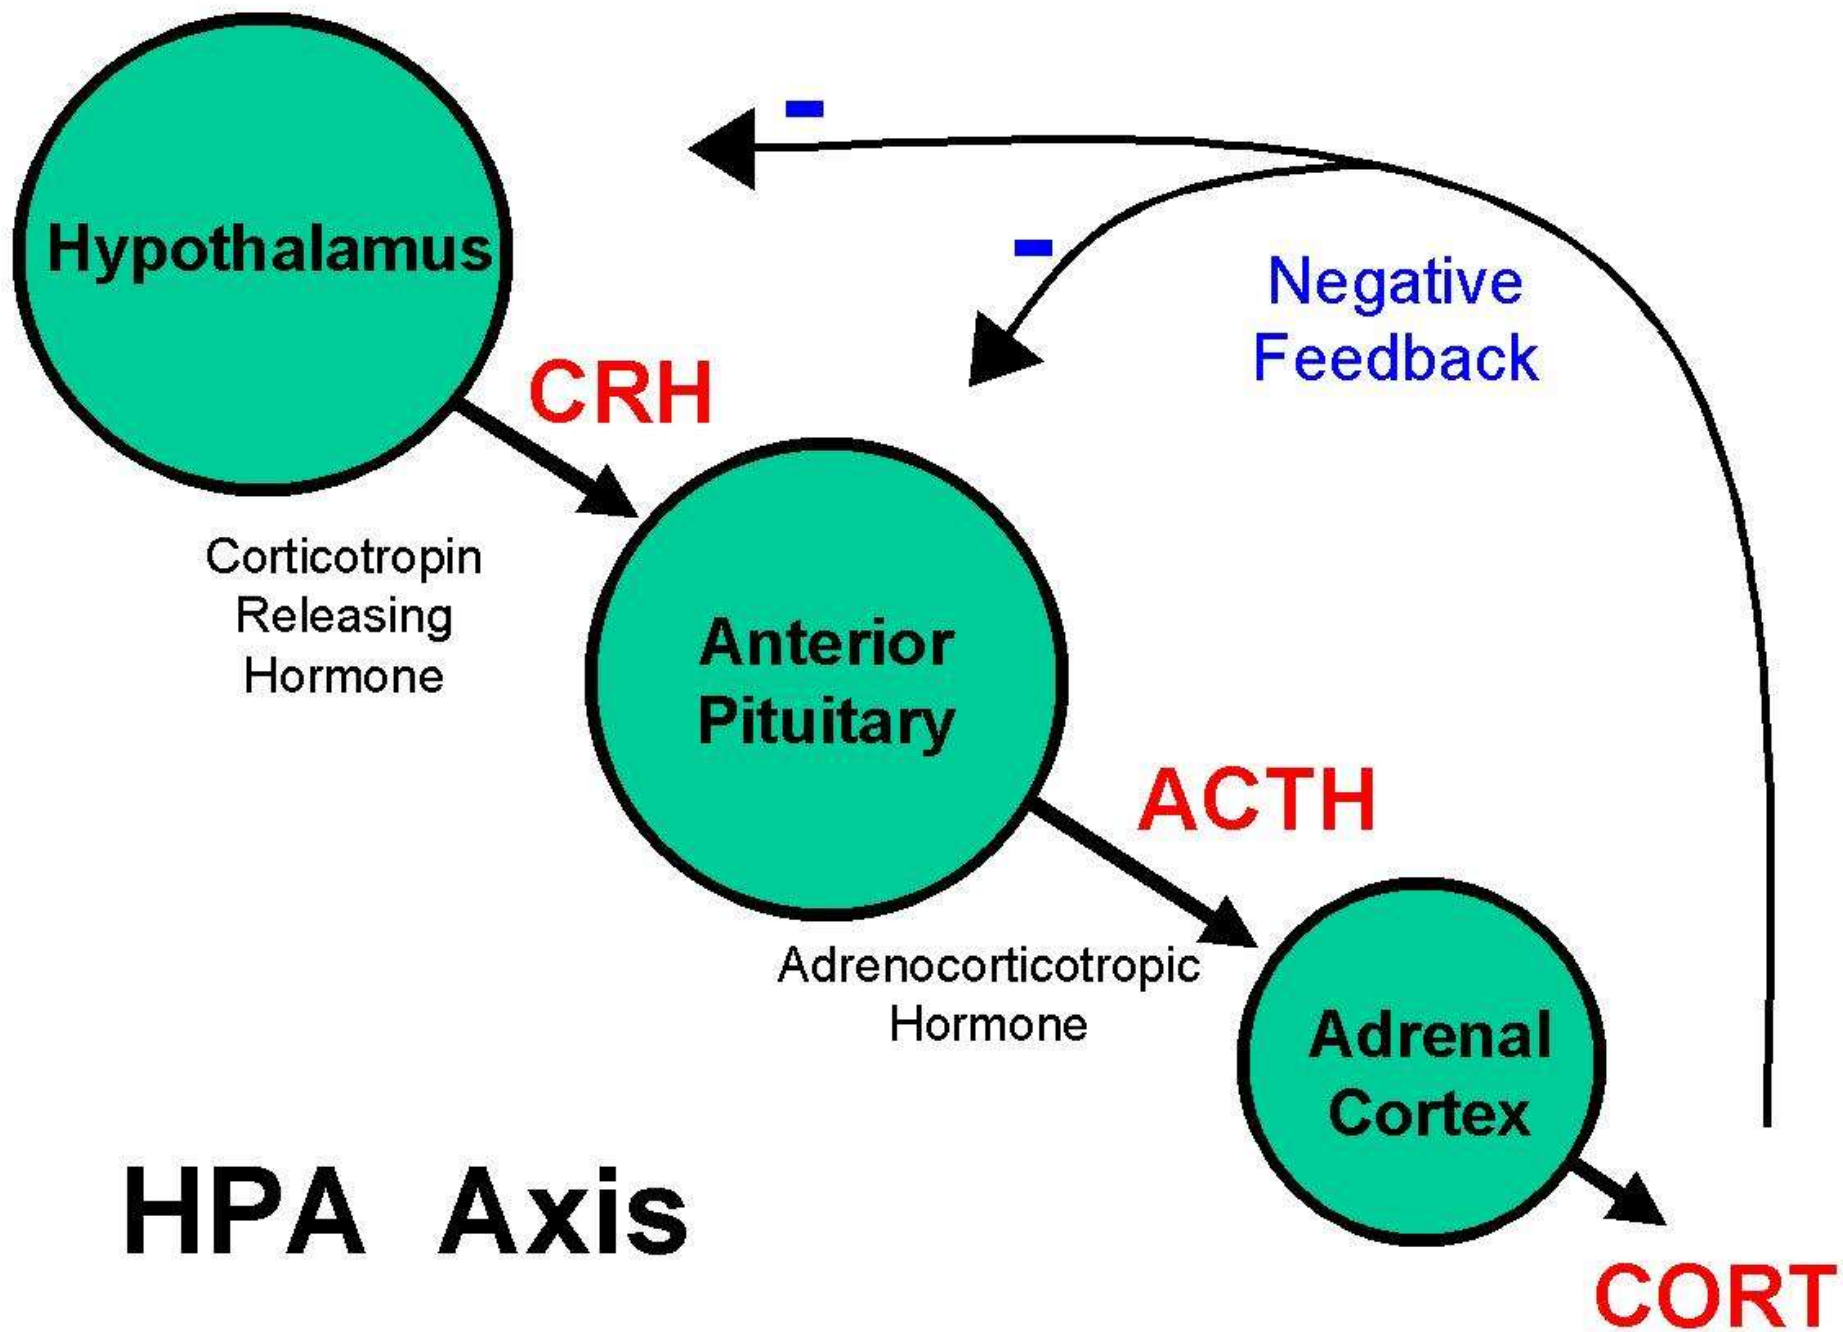 -
-
Hypothalamus
Negative
Feedback
CRH
Corticotropin
Releasing
Hormone
Anterior
Pituitary
ACTH
Adrenocorticotropic
Hormone
Adrenal
Cortex
HPA Axis
CORT